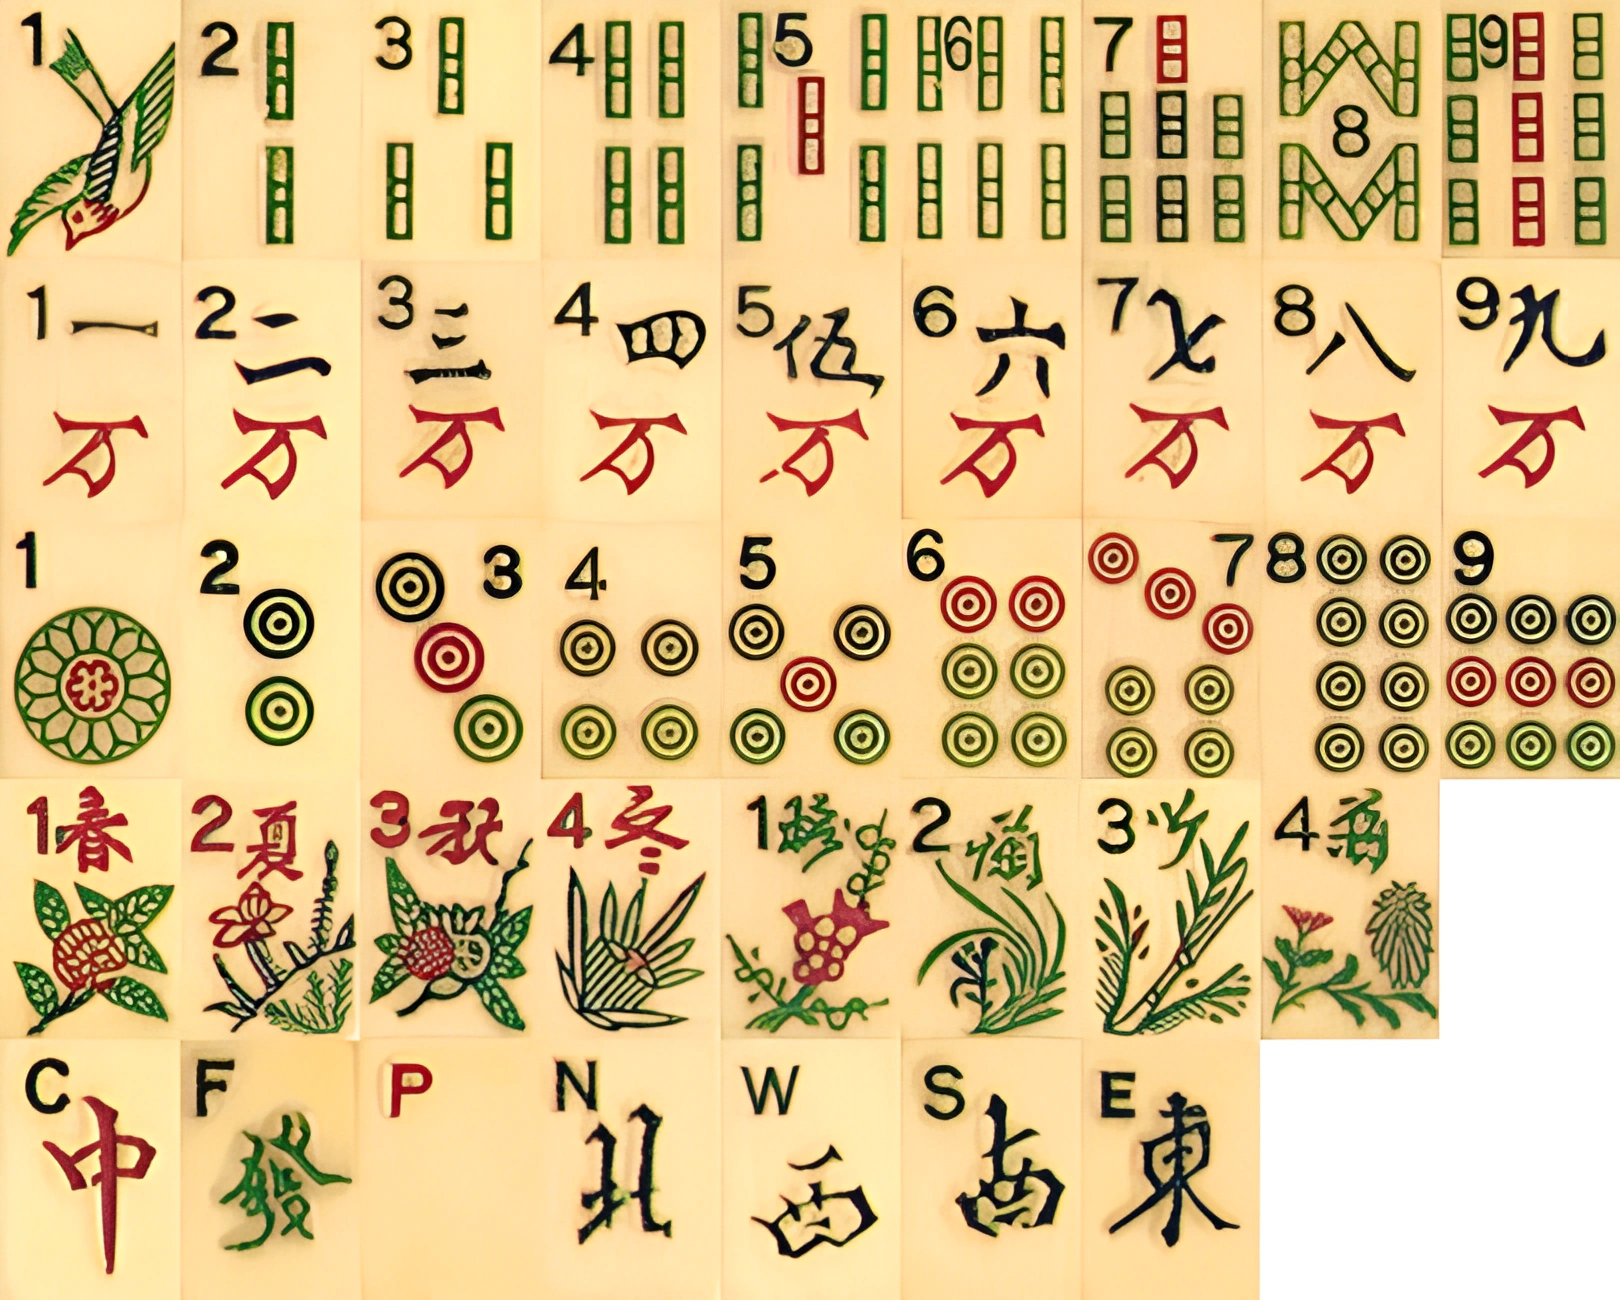 1 2 3 4 5 6 7 8 9
1 一 2 二 3 三 4 四 5 伍 6 六 7 七 8 八 9 九
万 万 万 万 万 万 万 万 万
1 2 3 4 5 6 7 8 9
1 春 2 夏 3 秋 4 冬 1 2 蘭 3 竹 4 菊
C F P N W S E
中 發 北 西 南 東